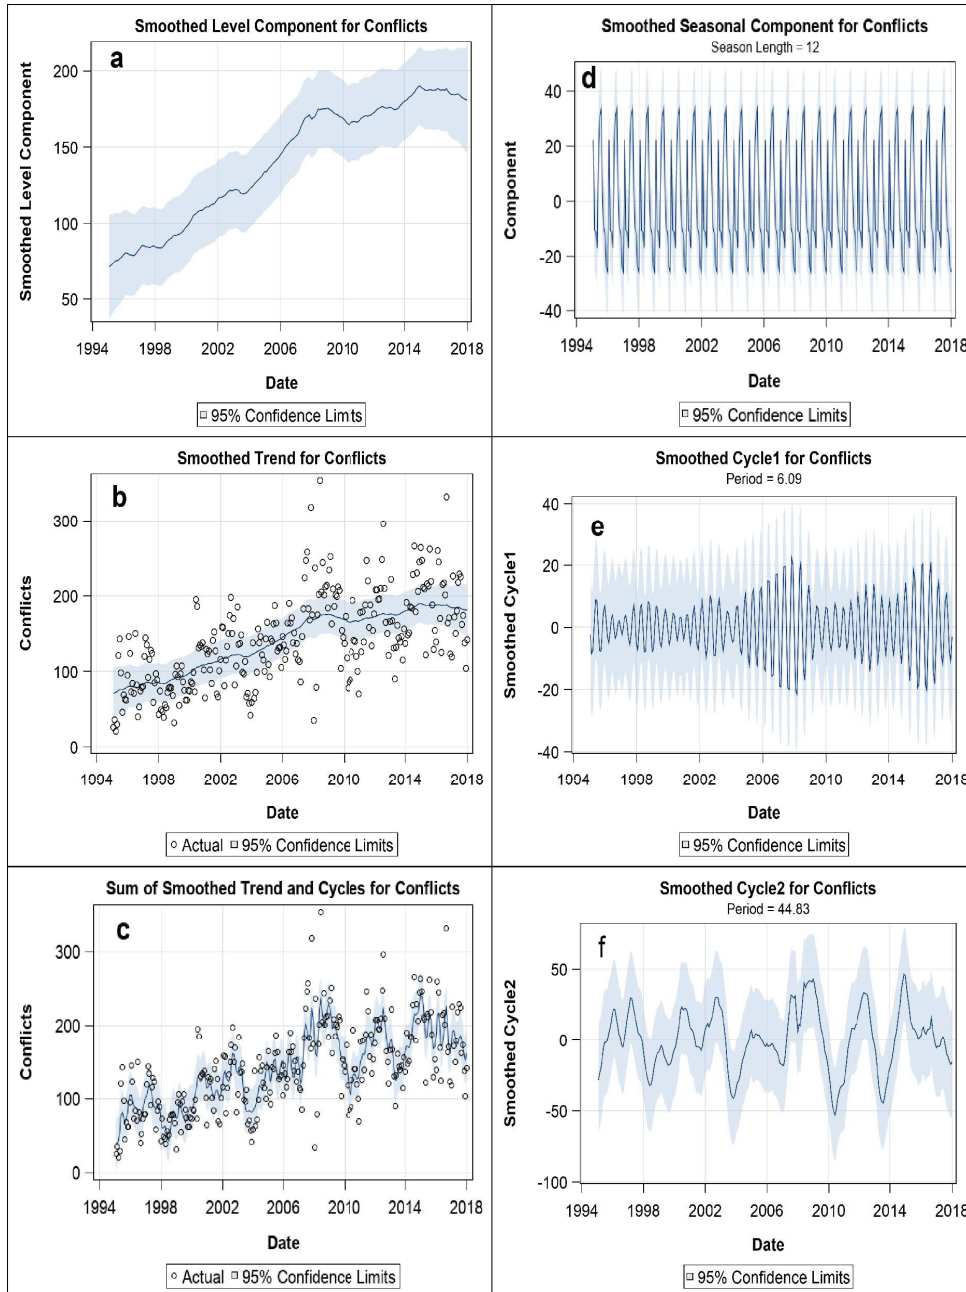 Smoothed Level Component for Conflicts
a
Smoothed Level Component
200
150
100
50
1994 1998 2002 2006 2010 2014 2018
Date
95% Confidence Limits
Smoothed Seasonal Component for Conflicts
Season Length = 12
d
Component
40
20
0
-20
-40
1994 1998 2002 2006 2010 2014 2018
Date
95% Confidence Limits
Smoothed Trend for Conflicts
b
Conflicts
300
200
100
0
1994 1998 2002 2006 2010 2014 2018
Date
Actual 95% Confidence Limits
Smoothed Cycle1 for Conflicts
Period = 6.09
e
Smoothed Cycle1
40
20
0
-20
-40
1994 1998 2002 2006 2010 2014 2018
Date
95% Confidence Limits
Sum of Smoothed Trend and Cycles for Conflicts
c
Conflicts
300
200
100
0
1994 1998 2002 2006 2010 2014 2018
Date
Actual 95% Confidence Limits
Smoothed Cycle2 for Conflicts
Period = 44.83
f
Smoothed Cycle2
50
0
-50
-100
1994 1998 2002 2006 2010 2014 2018
Date
95% Confidence Limits